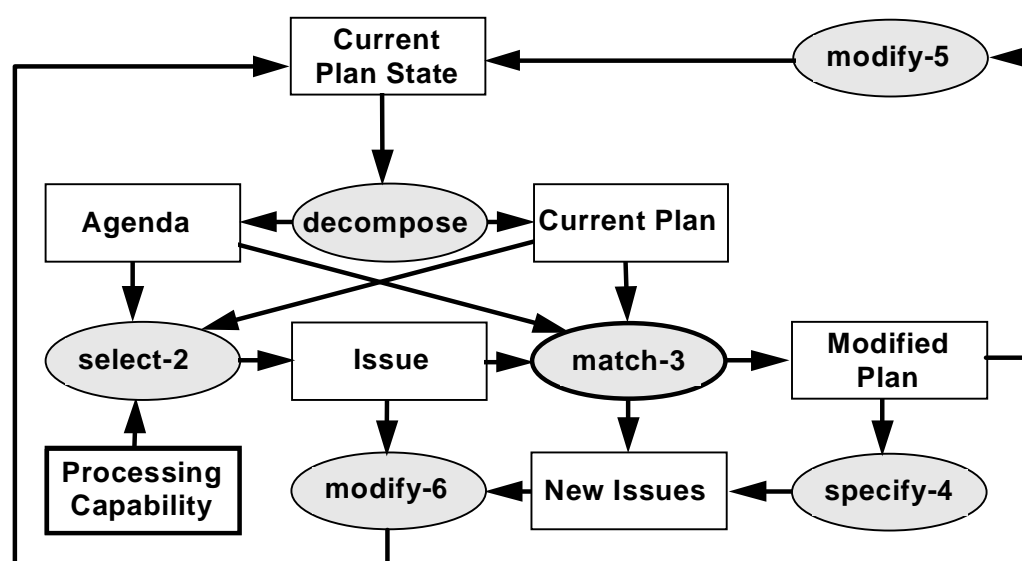 Current
Plan State
modify-5
Agenda
decompose
Current Plan
select-2
Issue
match-3
Modified
Plan
Processing
Capability
modify-6
New Issues
specify-4